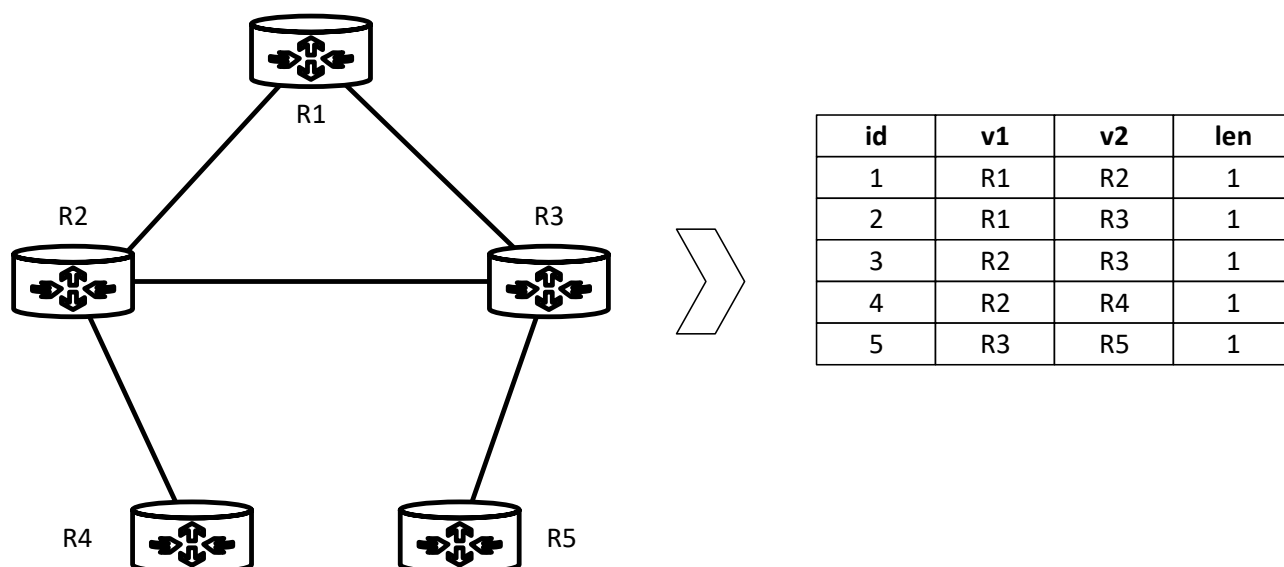 R1
R2
R3
R4
R5
id v1 v2 len
1 R1 R2 1
2 R1 R3 1
3 R2 R3 1
4 R2 R4 1
5 R3 R5 1